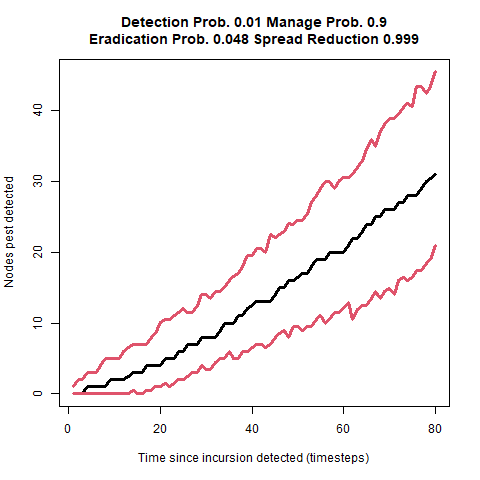 Detection Prob. 0.01 Manage Prob. 0.9
Eradication Prob. 0.048 Spread Reduction 0.999
Nodes pest detected
40
30
20
10
0
0 20 40 60 80
Time since incursion detected (timesteps)